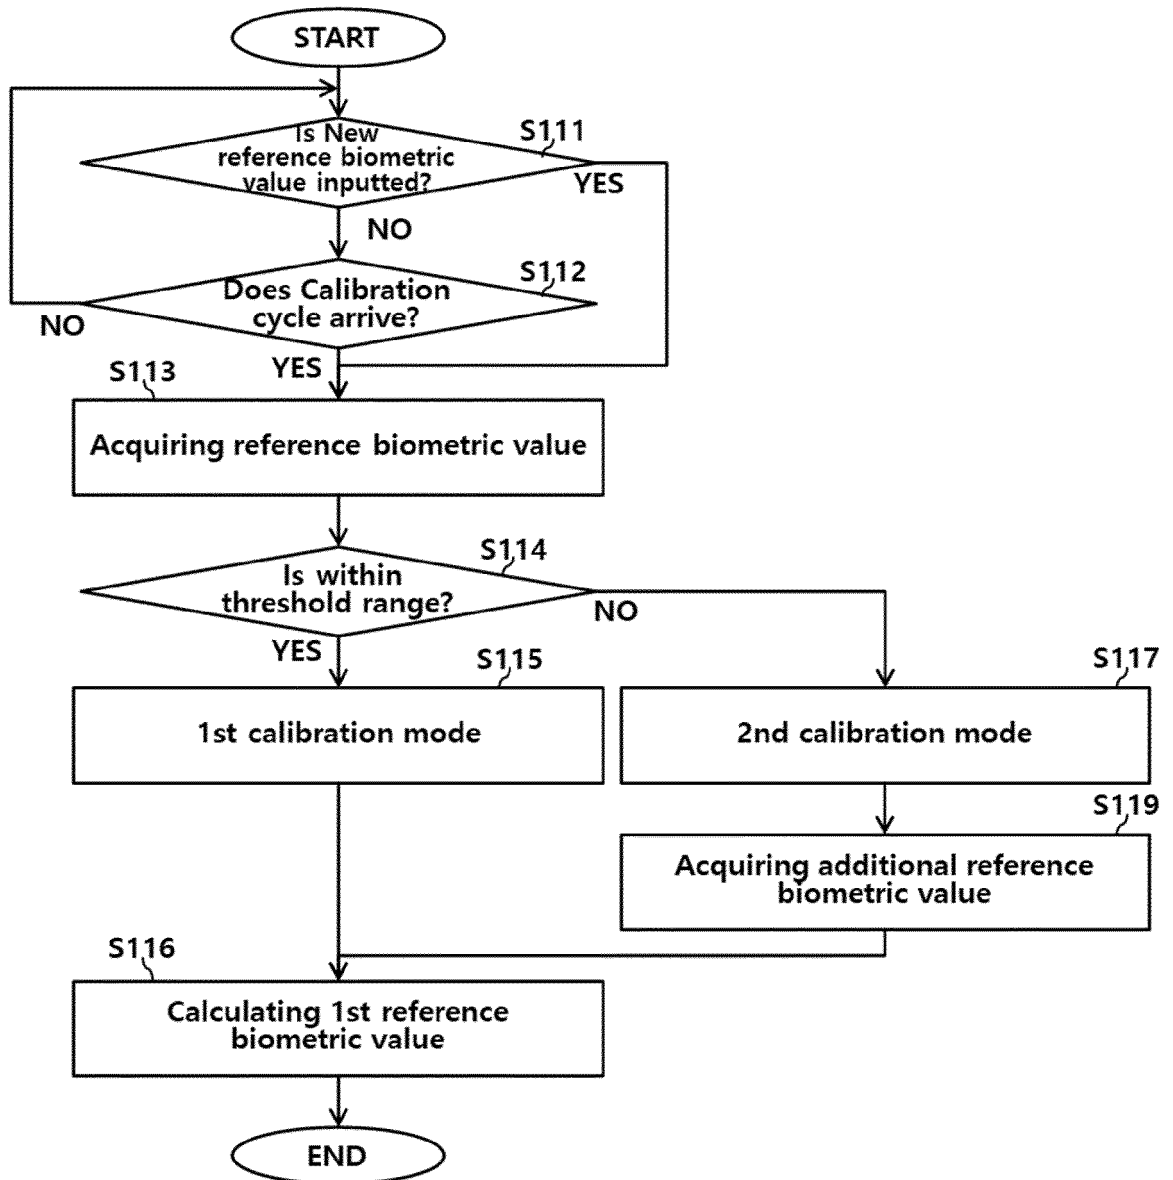 START
S111
Is New
reference biometric
value inputted?
YES
NO
S112
Does Calibration
cycle arrive?
NO
YES
S113
Acquiring reference biometric value
S114
Is within
threshold range?
NO
YES
S115
1st calibration mode
S117
2nd calibration mode
S119
Acquiring additional reference
biometric value
S116
Calculating 1st reference
biometric value
END